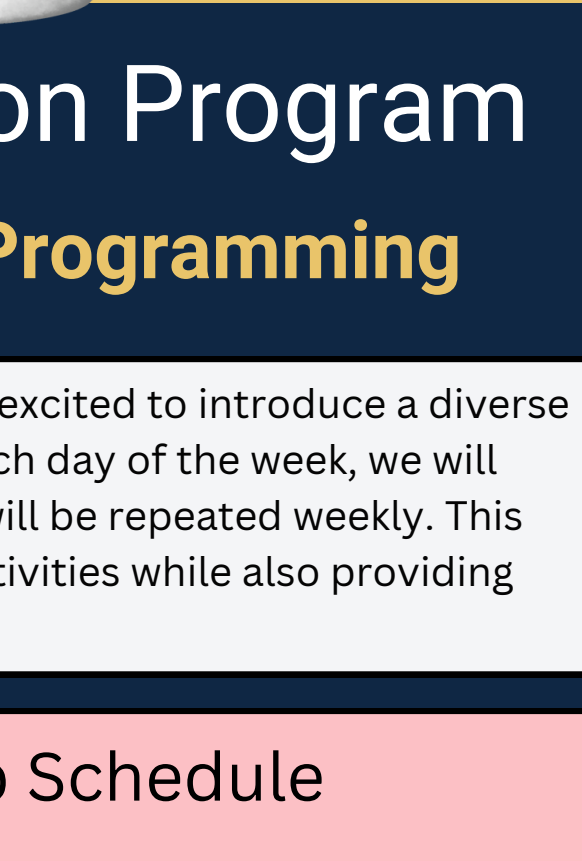 on Program
Programming
excited to introduce a diverse
ch day of the week, we will
will be repeated weekly. This
tivities while also providing
Schedule